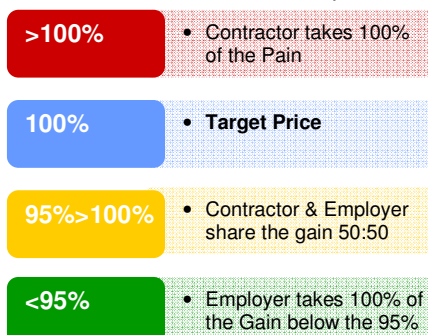 >100%
• Contractor takes 100%
of the Pain
100%
• Target Price
95%>100%
• Contractor & Employer
share the gain 50:50
<95%
• Employer takes 100% of
the Gain below the 95%